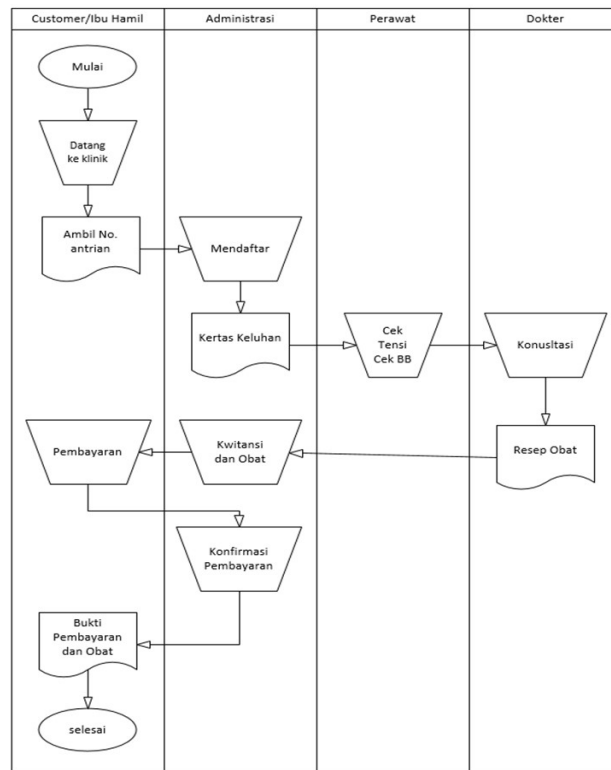 Customer/Ibu Hamil
Administrasi
Perawat
Dokter
Mulai
Datang
ke klinik
Ambil No.
antrian
Mendaftar
Kertas Keluhan
Cek
Tensi
Cek BB
Konusltasi
Resep Obat
Kwitansi
dan Obat
Pembayaran
Konfirmasi
Pembayaran
Bukti
Pembayaran
dan Obat
selesai